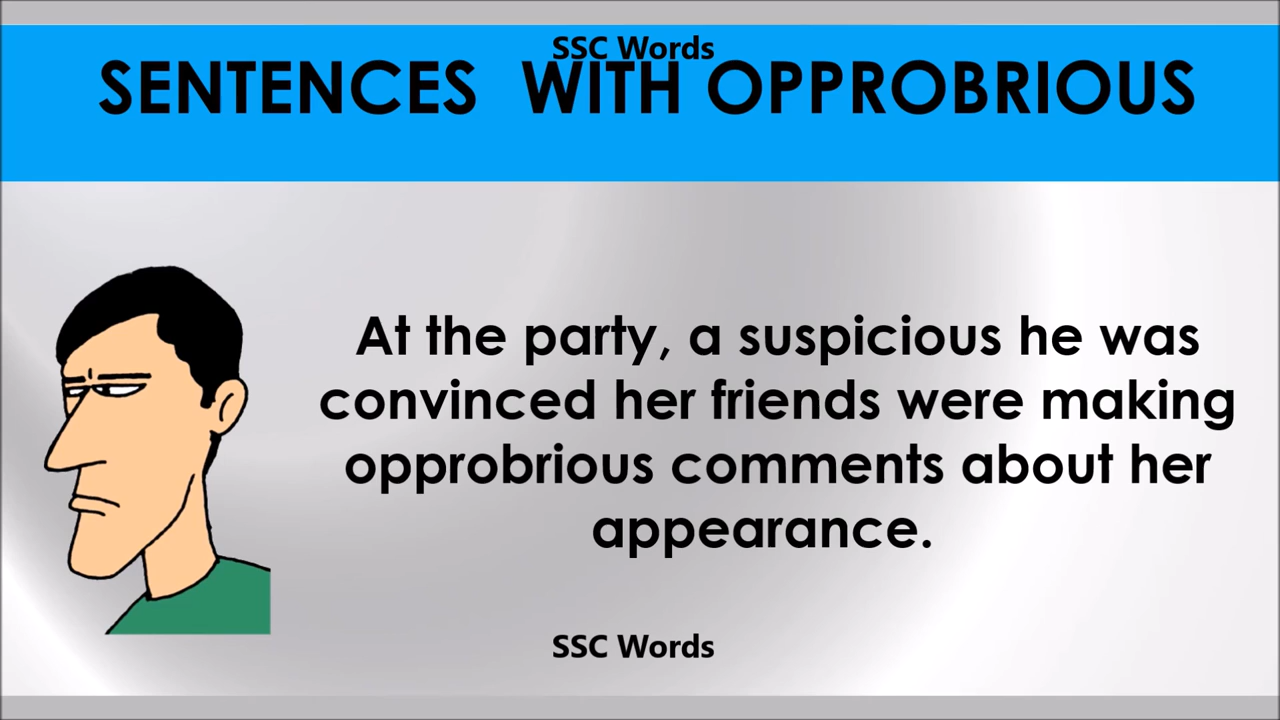 SSC Words
SENTENCES WITH OPPROBRIOUS
At the party, a suspicious he was
convinced her friends were making
opprobrious comments about her
appearance.
SSC Words